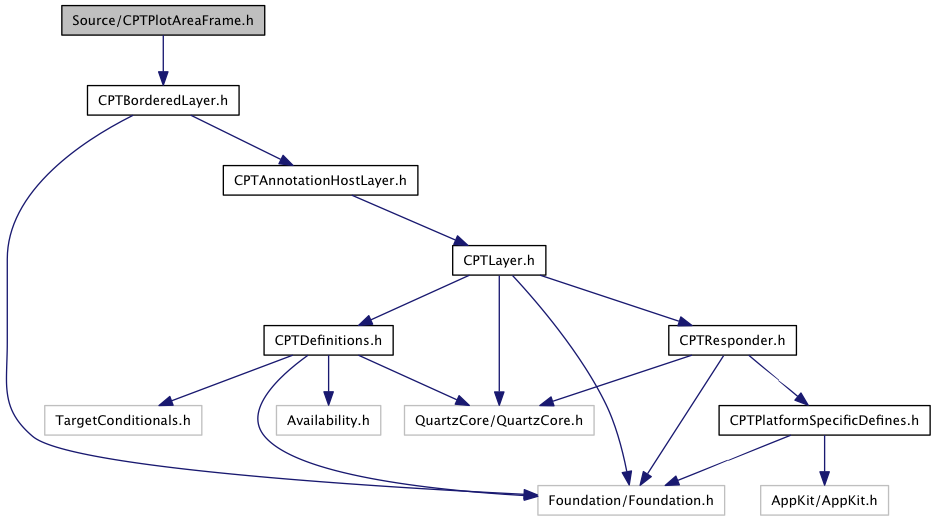 Source/CPTPlotAreaFrame.h
CPTBorderedLayer.h
CPTAnnotationHostLayer.h
CPTLayer.h
CPTDefinitions.h
CPTResponder.h
TargetConditionals.h
Availability.h
QuartzCore/QuartzCore.h
CPTPlatformSpecificDefines.h
Foundation/Foundation.h
AppKit/AppKit.h